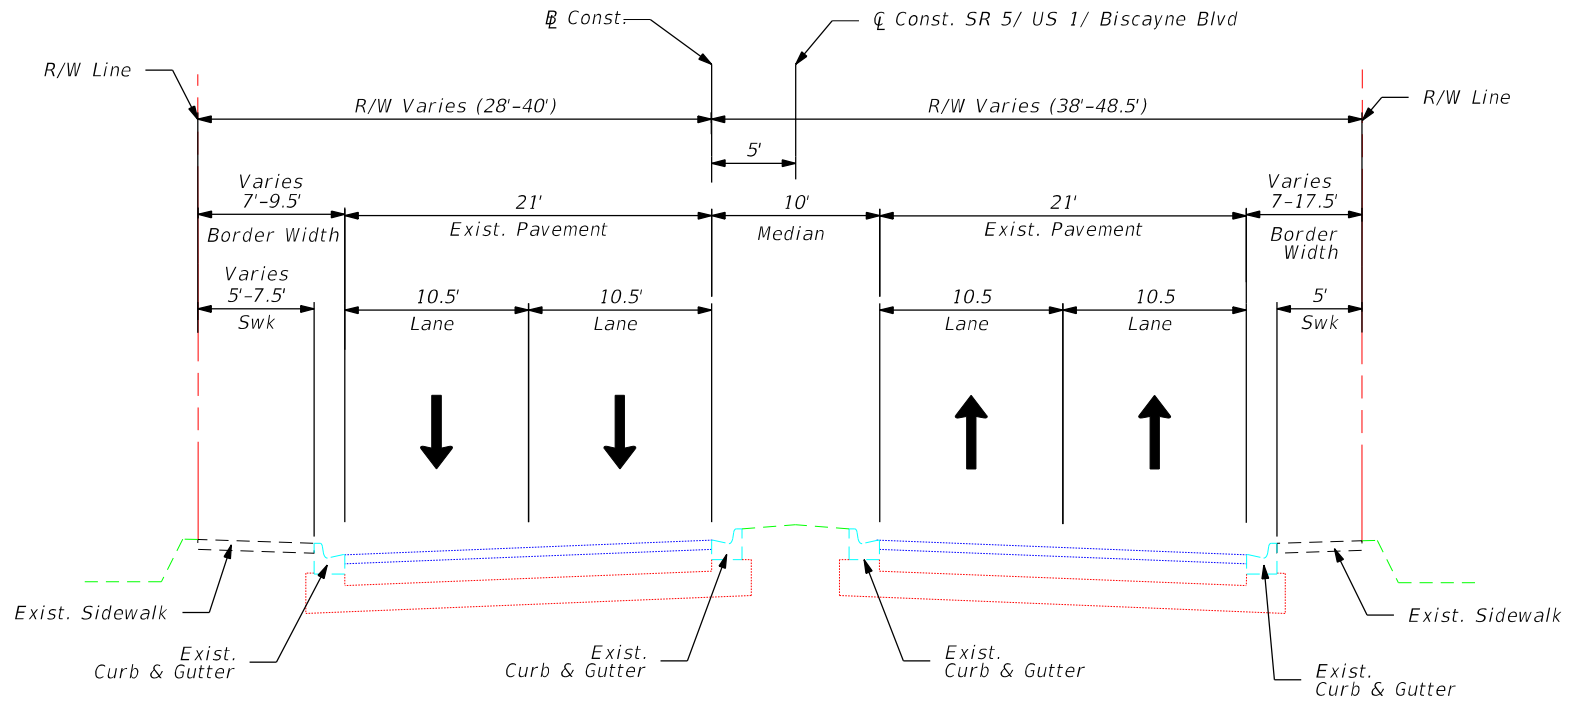 ℄ Const. SR 5/ US 1/ Biscayne Blvd
Const.
R/W Line
R/W Line
R/W Varies (28'-40')
R/W Varies (38'-48.5')
5'
Varies
7'-9.5'
Border Width
21'
Exist. Pavement
10'
Median
21'
Exist. Pavement
Varies
7-17.5'
Border
Width
Varies
5'-7.5'
Swk
10.5'
Lane
10.5'
Lane
10.5
Lane
10.5
Lane
5'
Swk
Exist. Sidewalk
Exist.
Curb & Gutter
Exist.
Curb & Gutter
Exist.
Curb & Gutter
Exist.
Curb & Gutter
Exist. Sidewalk